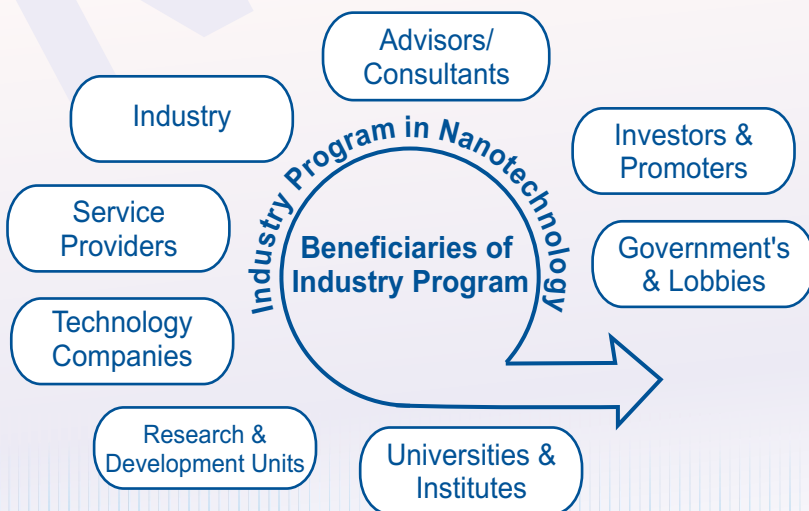 Advisors/
Consultants
Industry
Investors &
Promoters
Industry Program in Nanotechnology
Service
Providers
Beneficiaries of
Industry Program
Government's
& Lobbies
Technology
Companies
Research &
Development Units
Universities &
Institutes